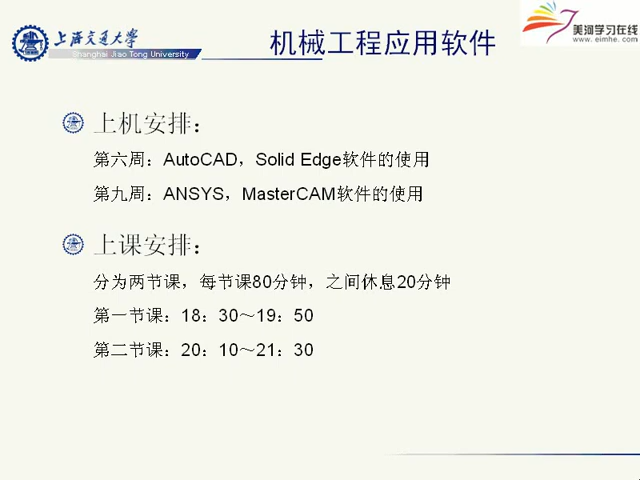 上海交通大学
Shanghai Jiao Tong University
机械工程应用软件
美河学习在线
www.eimhe.com
上机安排：
第六周：AutoCAD，Solid Edge软件的使用
第九周：ANSYS，MasterCAM软件的使用
上课安排：
分为两节课，每节课80分钟，之间休息20分钟
第一节课：18：30～19：50
第二节课：20：10～21：30